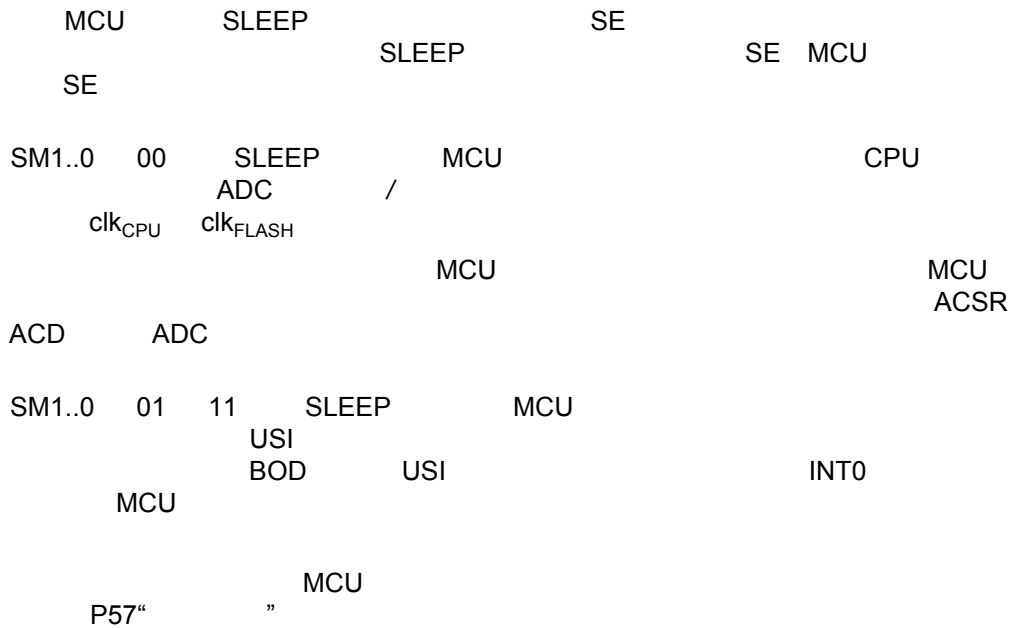 MCU SLEEP SE
SLEEP SE MCU
SE
SM1..0 00 SLEEP MCU CPU
ADC /
clkCPU clkFLASH
MCU MCU
ACSR
ACD ADC
SM1..0 01 11 SLEEP MCU
USI
BOD USI INT0
MCU
MCU
P57“ ”